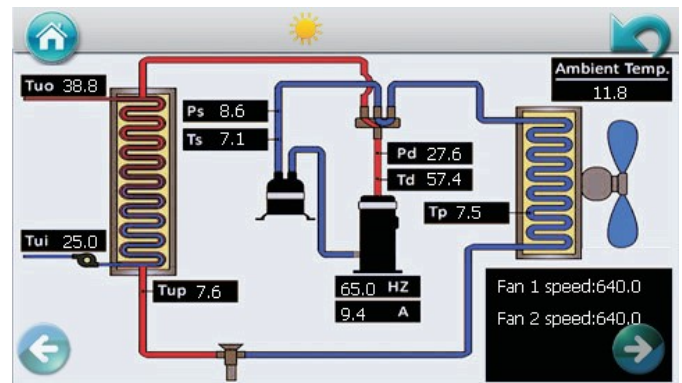 Ambient Temp.
11.8
Tuo 38.8
Ps 8.6
Ts 7.1
Pd 27.6
Td 57.4
Tp 7.5
Tui 25.0
Tup 7.6
65.0 HZ
9.4 A
Fan 1 speed:640.0
Fan 2 speed:640.0